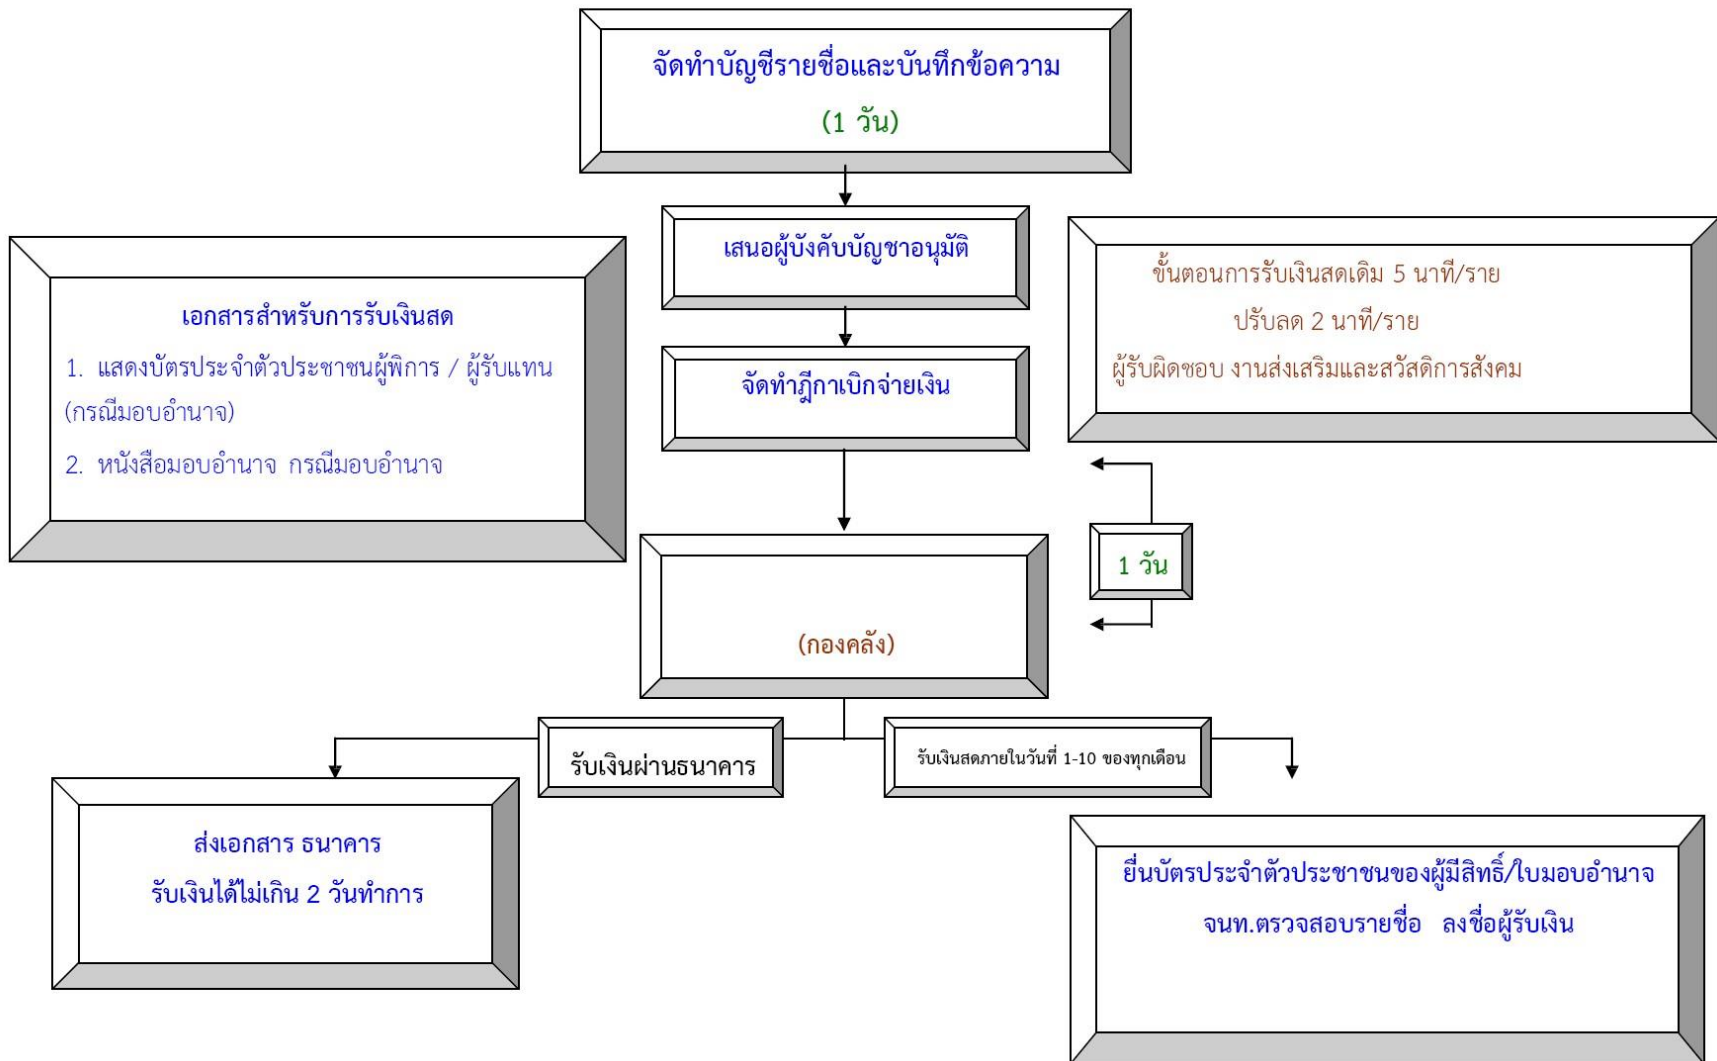 จัดทำบัญชีรายชื่อและบันทึกข้อความ
(1 วัน)
เสนอผู้บังคับบัญชาอนุมัติ
เอกสารสำหรับการรับเงินสด
1. แสดงบัตรประจำตัวประชาชนผู้พิการ / ผู้รับแทน
(กรณีมอบอำนาจ)
2. หนังสือมอบอำนาจ กรณีมอบอำนาจ
ขั้นตอนการรับเงินสดเดิม 5 นาที/ราย
ปรับลด 2 นาที/ราย
ผู้รับผิดชอบ งานส่งเสริมและสวัสดิการสังคม
จัดทำฎีกาเบิกจ่ายเงิน
1 วัน
(กองคลัง)
รับเงินผ่านธนาคาร
รับเงินสดภายในวันที่ 1-10 ของทุกเดือน
ส่งเอกสาร ธนาคาร
รับเงินได้ไม่เกิน 2 วันทำการ
ยื่นบัตรประจำตัวประชาชนของผู้มีสิทธิ์/ใบมอบอำนาจ
จนท.ตรวจสอบรายชื่อ ลงชื่อผู้รับเงิน